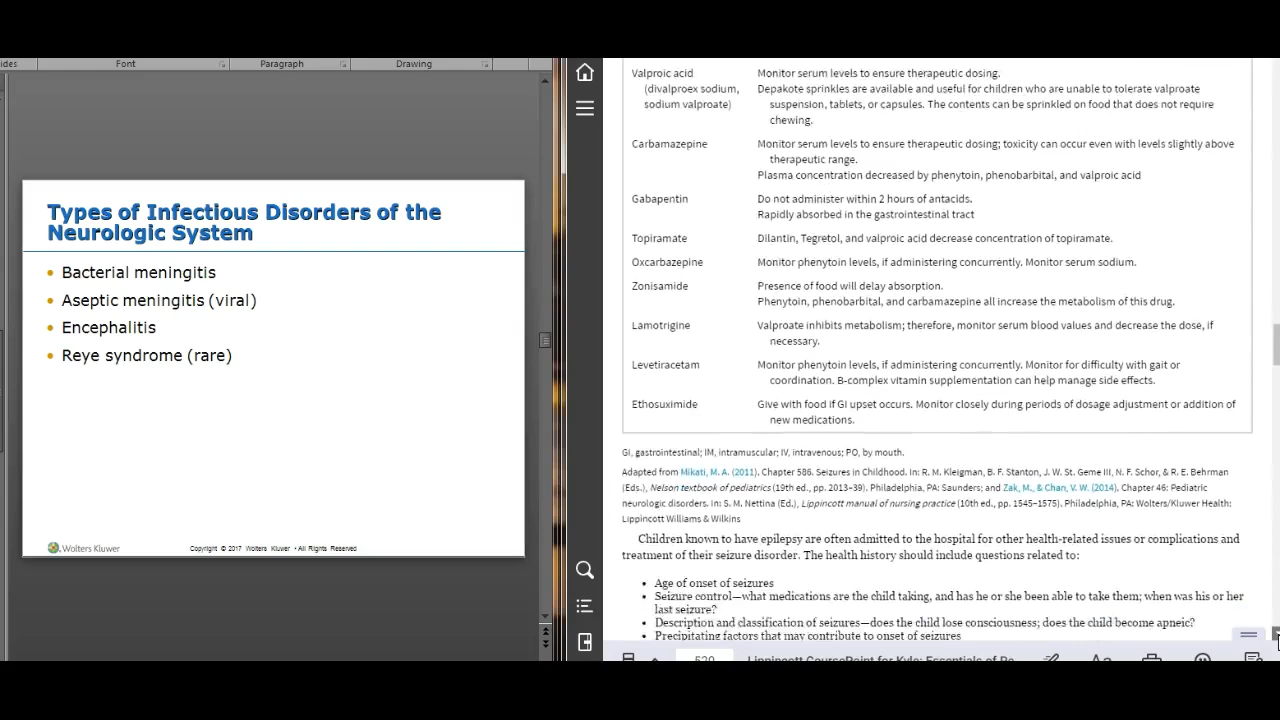 ides
Font
Paragraph
Drawing
Types of Infectious Disorders of the
Neurologic System
• Bacterial meningitis
• Aseptic meningitis (viral)
• Encephalitis
• Reye syndrome (rare)
Wolters Kluwer
Copyright © 2017 Wolters Kluwer • All Rights Reserved
Valproic acid
(divalproex sodium,
sodium valproate)
Monitor serum levels to ensure therapeutic dosing.
Depakote sprinkles are available and useful for children who are unable to tolerate valproate
suspension, tablets, or capsules. The contents can be sprinkled on food that does not require
chewing.
Carbamazepine
Monitor serum levels to ensure therapeutic dosing; toxicity can occur even with levels slightly above
therapeutic range.
Plasma concentration decreased by phenytoin, phenobarbital, and valproic acid
Gabapentin
Do not administer within 2 hours of antacids.
Rapidly absorbed in the gastrointestinal tract
Topiramate
Dilantin, Tegretol, and valproic acid decrease concentration of topiramate.
Oxcarbazepine
Monitor phenytoin levels, if administering concurrently. Monitor serum sodium.
Zonisamide
Presence of food will delay absorption.
Phenytoin, phenobarbital, and carbamazepine all increase the metabolism of this drug.
Lamotrigine
Valproate inhibits metabolism; therefore, monitor serum blood values and decrease the dose, if
necessary.
Levetiracetam
Monitor phenytoin levels, if administering concurrently. Monitor for difficulty with gait or
coordination. B-complex vitamin supplementation can help manage side effects.
Ethosuximide
Give with food if GI upset occurs. Monitor closely during periods of dosage adjustment or addition of
new medications.
GI, gastrointestinal; IM, intramuscular; IV, intravenous; PO, by mouth.
Adapted from Mikati, M. A. (2011). Chapter 586. Seizures in Childhood. In: R. M. Kleigman, B. F. Stanton, J. W. St. Geme III, N. F. Schor, & R. E. Behrman
(Eds.), Nelson textbook of pediatrics (19th ed., pp. 2013–39). Philadelphia, PA: Saunders; and Zak, M., & Chan, V. W. (2014). Chapter 46: Pediatric
neurologic disorders. In: S. M. Nettina (Ed.), Lippincott manual of nursing practice (10th ed., pp. 1545–1575). Philadelphia, PA: Wolters/Kluwer Health:
Lippincott Williams & Wilkins
Children known to have epilepsy are often admitted to the hospital for other health-related issues or complications and
treatment of their seizure disorder. The health history should include questions related to:
• Age of onset of seizures
• Seizure control—what medications are the child taking, and has he or she been able to take them; when was his or her
last seizure?
• Description and classification of seizures—does the child lose consciousness; does the child become apneic?
• Precipitating factors that may contribute to onset of seizures
Lippincott CoursePoint for Kyle: Essentials of Pe